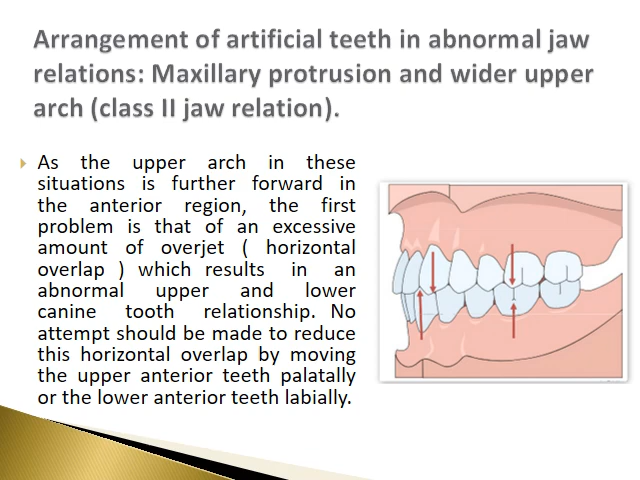 Arrangement of artificial teeth in abnormal jaw
relations: Maxillary protrusion and wider upper
arch (class II jaw relation).
As the upper arch in these
situations is further forward in
the anterior region, the first
problem is that of an excessive
amount of overjet ( horizontal
overlap ) which results in an
abnormal upper and lower
canine tooth relationship. No
attempt should be made to reduce
this horizontal overlap by moving
the upper anterior teeth palatally
or the lower anterior teeth labially.